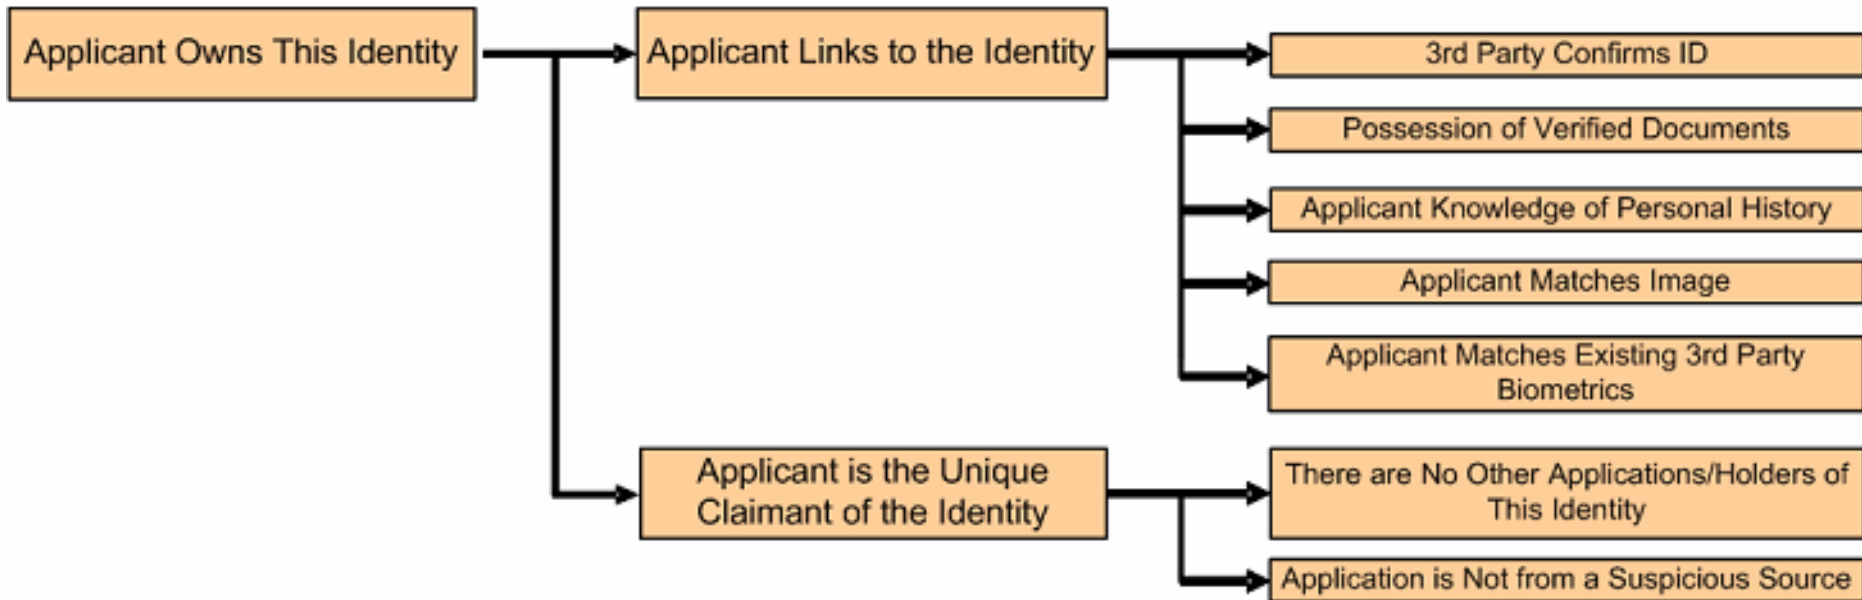 Applicant Owns This Identity
Applicant Links to the Identity
3rd Party Confirms ID
Possession of Verified Documents
Applicant Knowledge of Personal History
Applicant Matches Image
Applicant Matches Existing 3rd Party
Biometrics
Applicant is the Unique
Claimant of the Identity
There are No Other Applications/Holders of
This Identity
Application is Not from a Suspicious Source